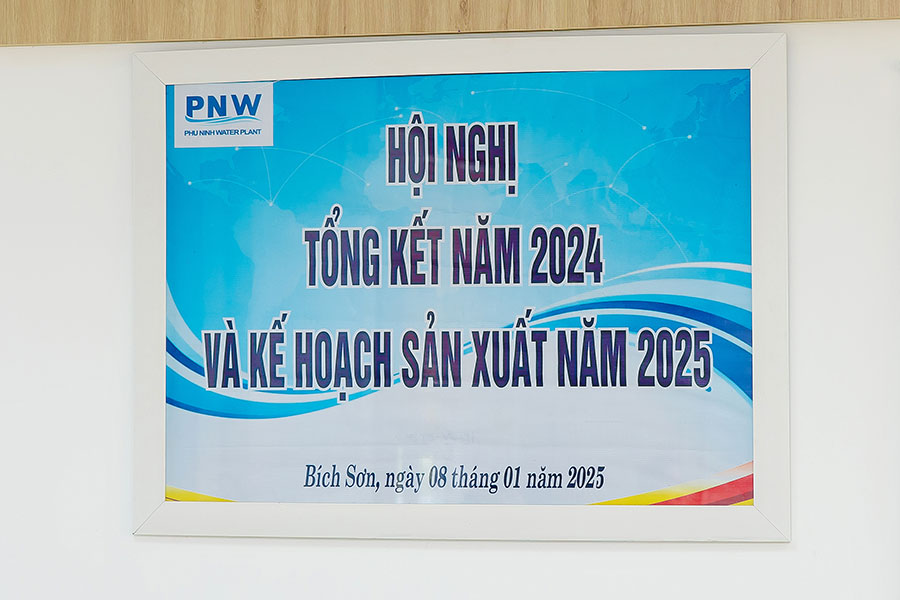 PNW
PHU NINH WATER PLANT
HỘI NGHỊ
TỔNG KẾT NĂM 2024
VÀ KẾ HOẠCH SẢN XUẤT NĂM 2025
Bích Sơn, ngày 08 tháng 01 năm 2025